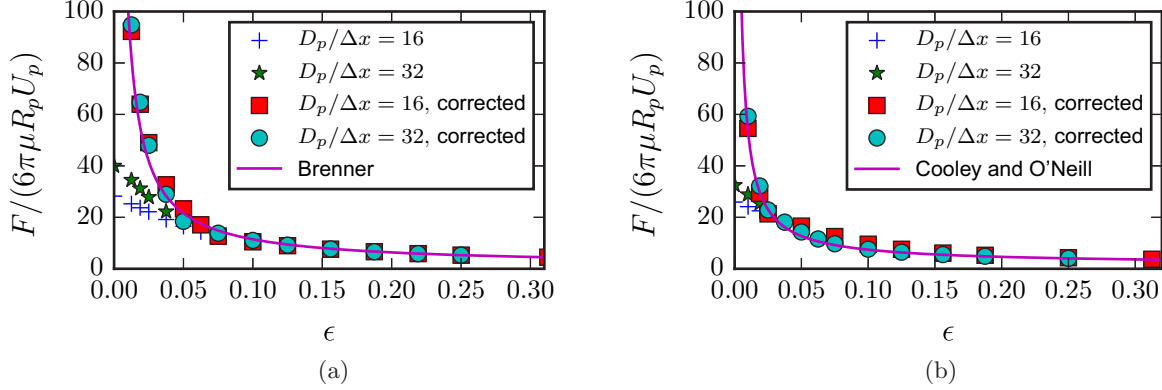 100
80
60
40
20
0
F/(6πμR_pU_p)
0.00 0.05 0.10 0.15 0.20 0.25 0.30
ϵ
D_p/Δx = 16
D_p/Δx = 32
D_p/Δx = 16, corrected
D_p/Δx = 32, corrected
Brenner
(a)
100
80
60
40
20
0
F/(6πμR_pU_p)
0.00 0.05 0.10 0.15 0.20 0.25 0.30
ϵ
D_p/Δx = 16
D_p/Δx = 32
D_p/Δx = 16, corrected
D_p/Δx = 32, corrected
Cooley and O'Neill
(b)